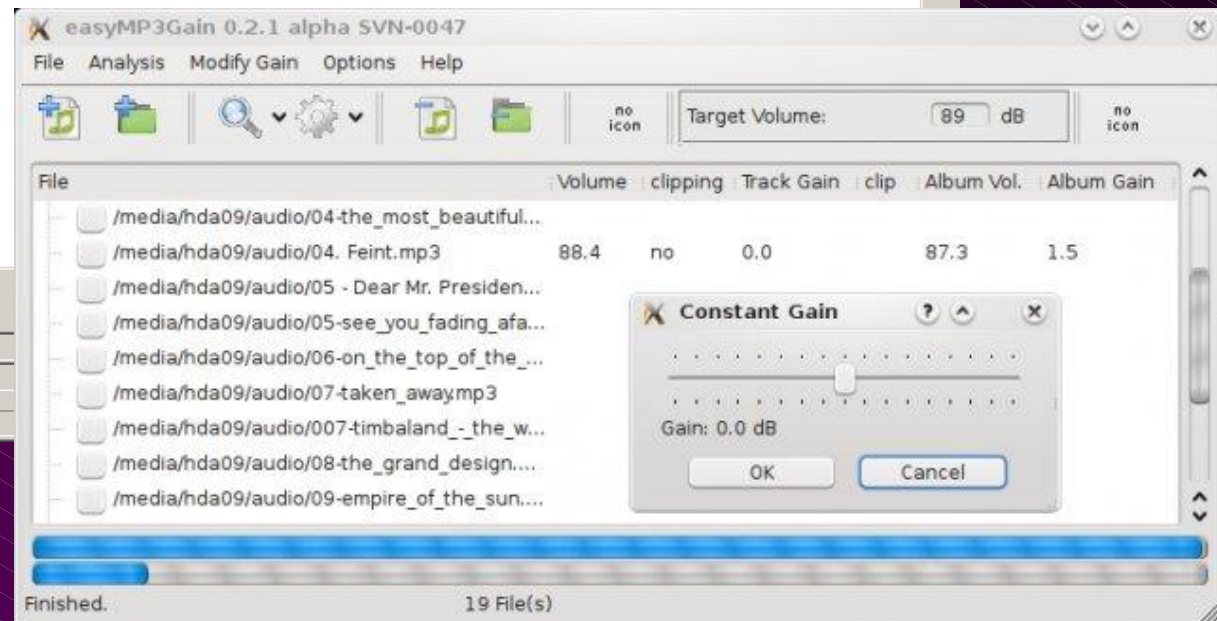 easyMP3Gain 0.2.1 alpha SVN-0047
File Analysis Modify Gain Options Help
no icon Target Volume: 89 dB no icon
File Volume clipping Track Gain clip Album Vol. Album Gain
/media/hda09/audio/04-the_most_beautiful...
/media/hda09/audio/04. Feint.mp3 88.4 no 0.0 87.3 1.5
/media/hda09/audio/05 - Dear Mr. Presiden...
/media/hda09/audio/05-see_you_fading_afa...
/media/hda09/audio/06-on_the_top_of_the_...
/media/hda09/audio/07-taken_away.mp3
/media/hda09/audio/007-timbaland_-_the_w...
/media/hda09/audio/08-the_grand_design....
/media/hda09/audio/09-empire_of_the_sun....
Constant Gain ?
Gain: 0.0 dB
OK Cancel
Finished. 19 File(s)